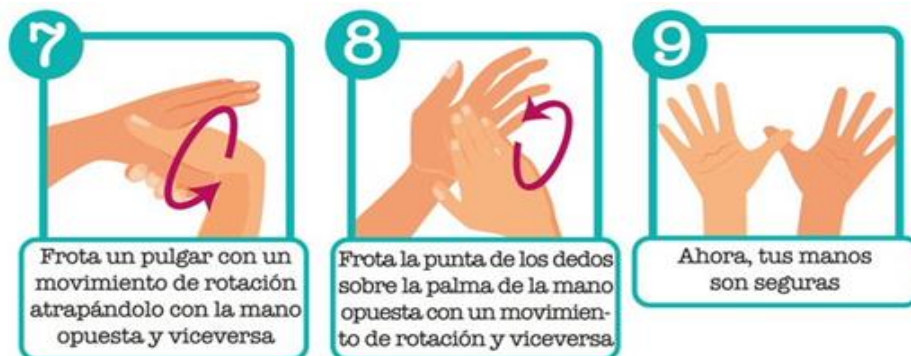 7
Frota un pulgar con un
movimiento de rotación
atrapándolo con la mano
opuesta y viceversa
8
Frota la punta de los dedos
sobre la palma de la mano
opuesta con un movimien-
to de rotación y viceversa
9
Ahora, tus manos
son seguras